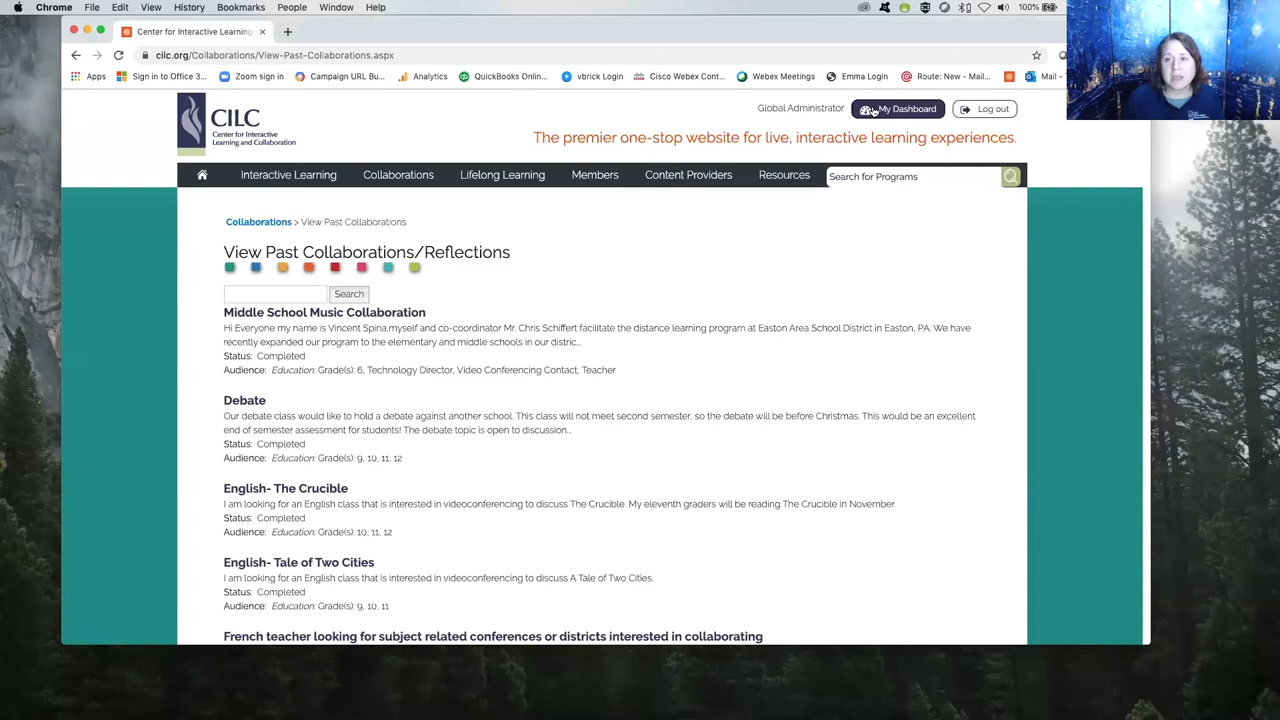 Chrome File Edit View History Bookmarks People Window Help 100%
Center for Interactive Learning
cilc.org/Collaborations/View-Past-Collaborations.aspx
Apps Sign in to Office 3... Zoom sign in Campaign URL Bu... Analytics QuickBooks Onlin... vbrick Login Cisco Webex Cont... Webex Meetings Emma Login Route: New - Mail... Mail -
CILC
Center for Interactive
Learning and Collaboration
Global Administrator My Dashboard Log out
The premier one-stop website for live, interactive learning experiences.
Interactive Learning Collaborations Lifelong Learning Members Content Providers Resources Search for Programs
Collaborations > View Past Collaborations
View Past Collaborations/Reflections
Search
Middle School Music Collaboration
Hi Everyone my name is Vincent Spina,myself and co-coordinator Mr. Chris Schiffert facilitate the distance learning program at Easton Area School District in Easton, PA. We have
recently expanded our program to the elementary and middle schools in our distric...
Status: Completed
Audience: Education: Grade(s): 6, Technology Director, Video Conferencing Contact, Teacher
Debate
Our debate class would like to hold a debate against another school. This class will not meet second semester, so the debate will be before Christmas. This would be an excellent
end of semester assessment for students! The debate topic is open to discussion...
Status: Completed
Audience: Education: Grade(s): 9, 10, 11, 12
English- The Crucible
I am looking for an English class that is interested in videoconferencing to discuss The Crucible. My eleventh graders will be reading The Crucible in November.
Status: Completed
Audience: Education: Grade(s): 10, 11, 12
English- Tale of Two Cities
I am looking for an English class that is interested in videoconferencing to discuss A Tale of Two Cities.
Status: Completed
Audience: Education: Grade(s): 9, 10, 11
French teacher looking for subject related conferences or districts interested in collaborating